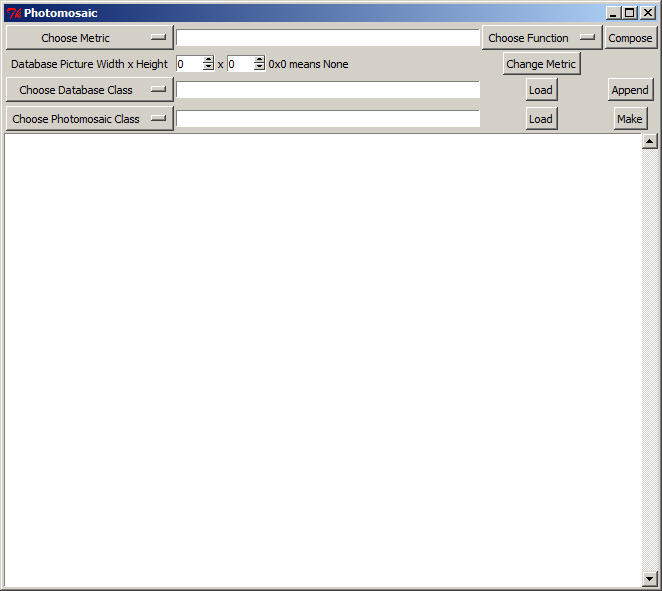 Photomosaic
Choose Metric Choose Function Compose
Database Picture Width x Height 0 x 0 0x0 means None Change Metric
Choose Database Class Load Append
Choose Photomosaic Class Load Make